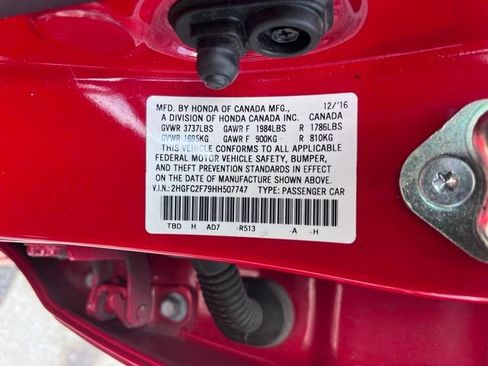 MFD. BY HONDA OF CANADA MFG., 12/'16
A DIVISION OF HONDA CANADA INC. CANADA
GVWR 3737LBS GAWR F 1984LBS R 1786LBS
GVWR 1695KG GAWR F 900KG R 810KG
THIS VEHICLE CONFORMS TO ALL APPLICABLE
FEDERAL MOTOR VEHICLE SAFETY, BUMPER,
AND THEFT PREVENTION STANDARDS IN EFFECT
ON THE DATE OF MANUFACTURE SHOWN ABOVE.
V.I.N.: 2HGFC2F79HH507747 TYPE: PASSENGER CAR
TBD H AD7 -R513 -A -H